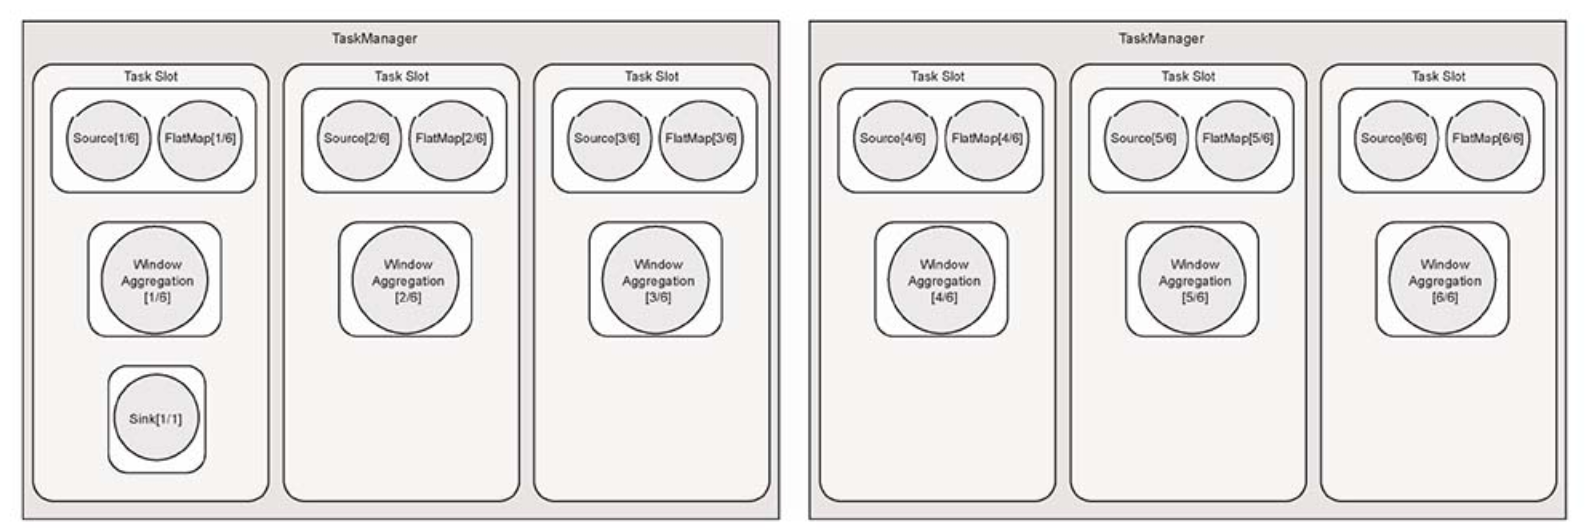 TaskManager
Task Slot
Source[1/6]
FlatMap[1/6]
Window
Aggregation
[1/6]
Sink[1/1]
Task Slot
Source[2/6]
FlatMap[2/6]
Window
Aggregation
[2/6]
Task Slot
Source[3/6]
FlatMap[3/6]
Window
Aggregation
[3/6]
TaskManager
Task Slot
Source[4/6]
FlatMap[4/6]
Window
Aggregation
[4/6]
Task Slot
Source[5/6]
FlatMap[5/6]
Window
Aggregation
[5/6]
Task Slot
Source[6/6]
FlatMap[6/6]
Window
Aggregation
[6/6]